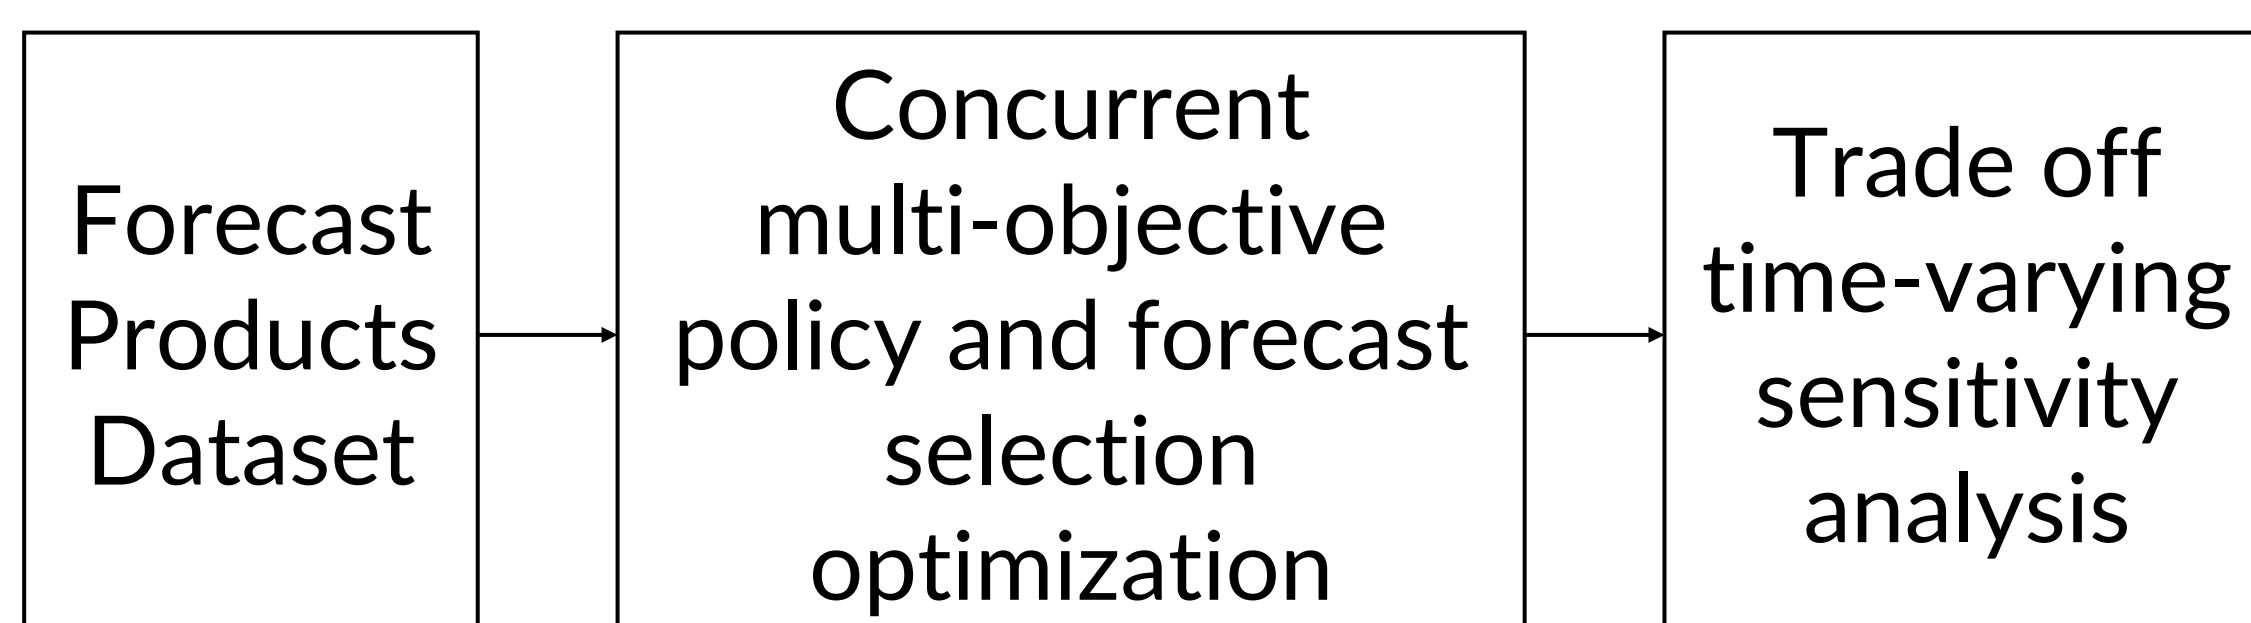 Forecast
Products
Dataset
Concurrent
multi-objective
policy and forecast
selection
optimization
Trade off
time-varying
sensitivity
analysis